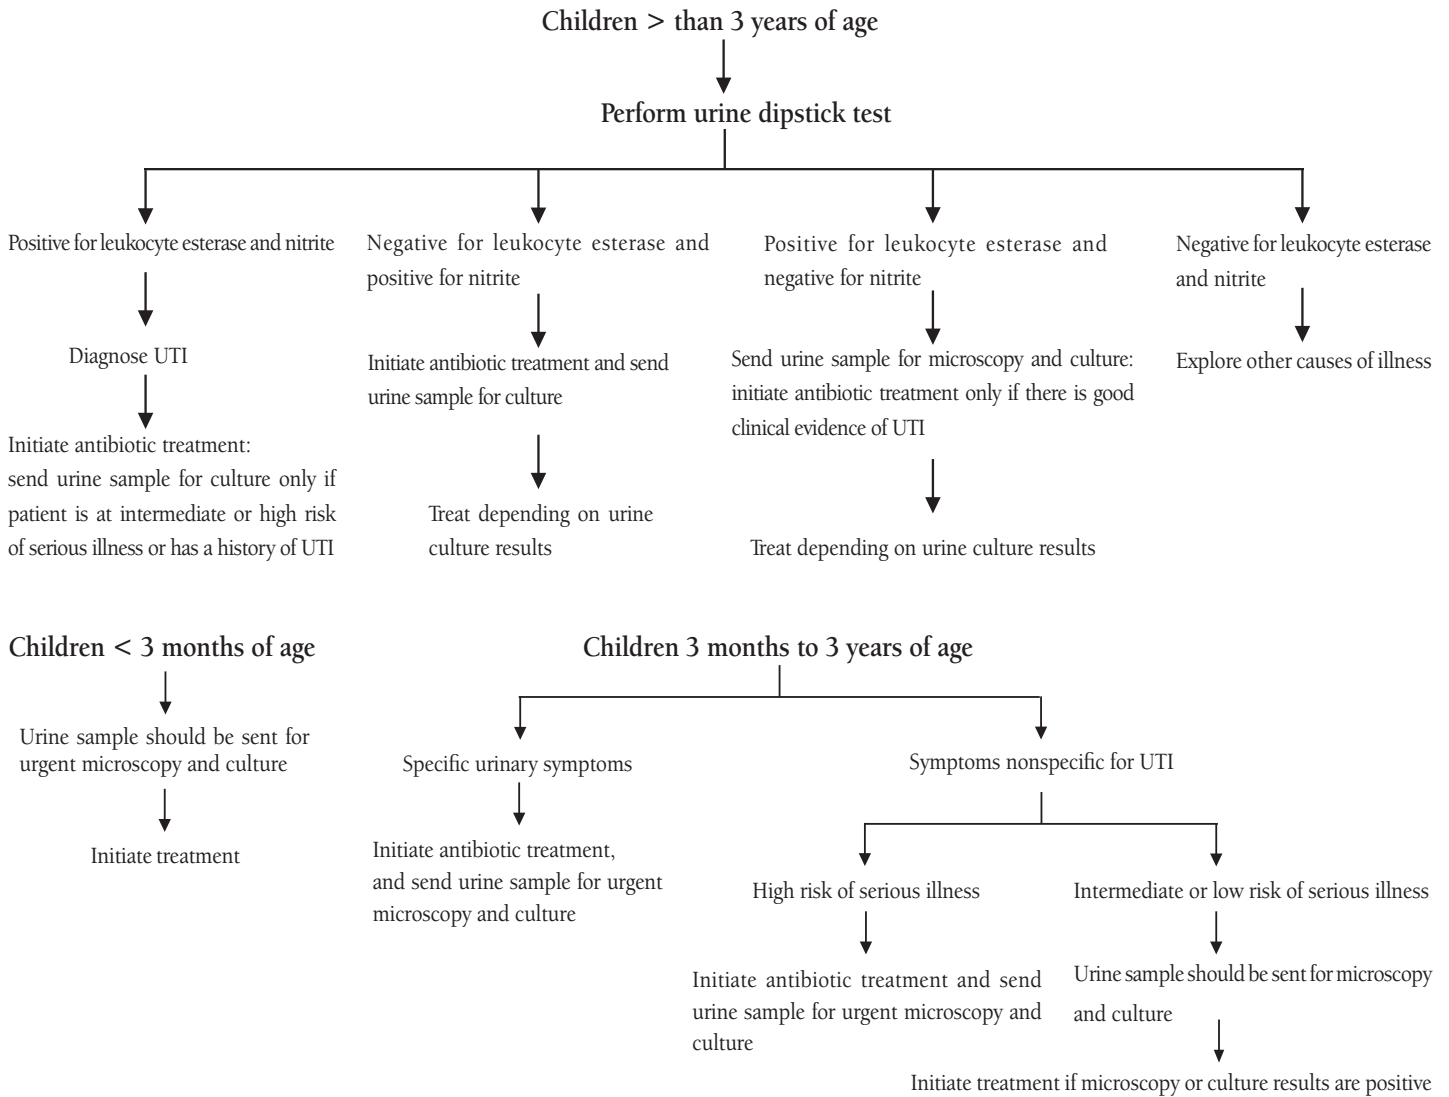 Children > than 3 years of age
Perform urine dipstick test
Positive for leukocyte esterase and nitrite
Diagnose UTI
Initiate antibiotic treatment:
send urine sample for culture only if
patient is at intermediate or high risk
of serious illness or has a history of UTI
Negative for leukocyte esterase and
positive for nitrite
Initiate antibiotic treatment and send
urine sample for culture
Treat depending on urine
culture results
Positive for leukocyte esterase and
negative for nitrite
Send urine sample for microscopy and culture:
initiate antibiotic treatment only if there is good
clinical evidence of UTI
Treat depending on urine culture results
Negative for leukocyte esterase
and nitrite
Explore other causes of illness
Children < 3 months of age
Urine sample should be sent for
urgent microscopy and culture
Initiate treatment
Children 3 months to 3 years of age
Specific urinary symptoms
Initiate antibiotic treatment,
and send urine sample for urgent
microscopy and culture
Symptoms nonspecific for UTI
High risk of serious illness
Initiate antibiotic treatment and send
urine sample for urgent microscopy and
culture
Intermediate or low risk of serious illness
Urine sample should be sent for microscopy
and culture
Initiate treatment if microscopy or culture results are positive